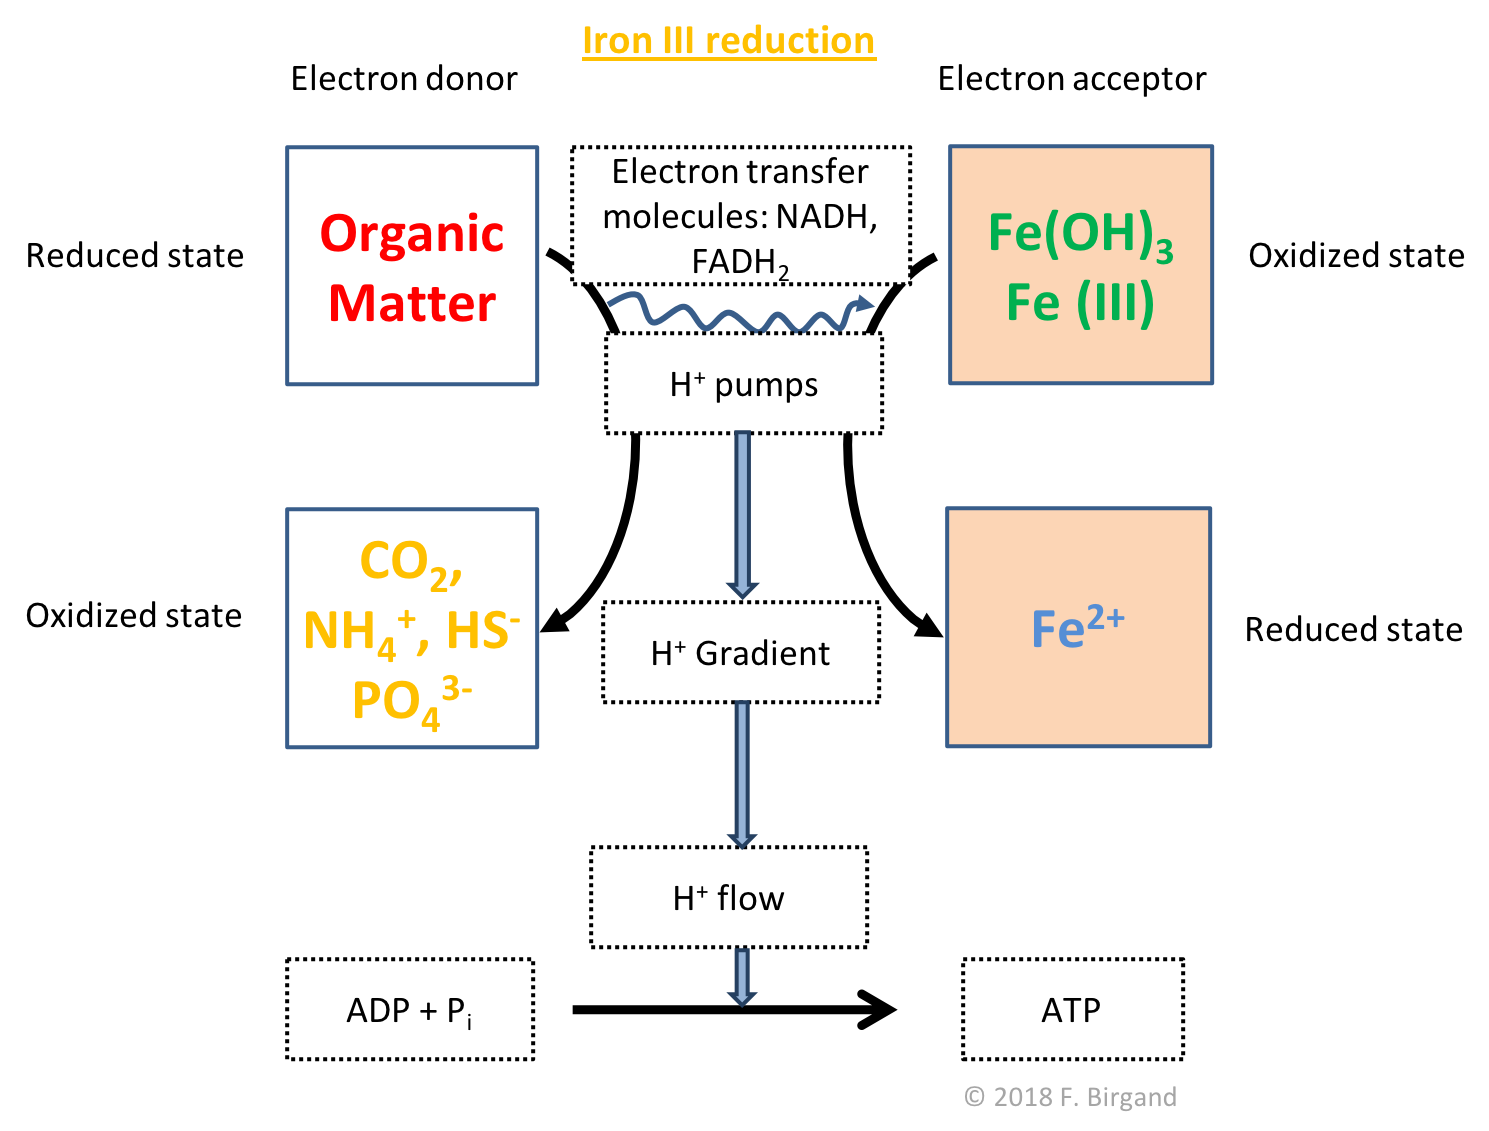 Iron III reduction
Electron donor
Electron acceptor
Reduced state
Organic
Matter
Electron transfer
molecules: NADH,
FADH₂
Fe(OH)₃
Fe (III)
Oxidized state
H⁺ pumps
Oxidized state
CO₂,
NH₄⁺, HS⁻
PO₄³⁻
H⁺ Gradient
Fe²⁺
Reduced state
H⁺ flow
ADP + Pᵢ
ATP
© 2018 F. Birgand